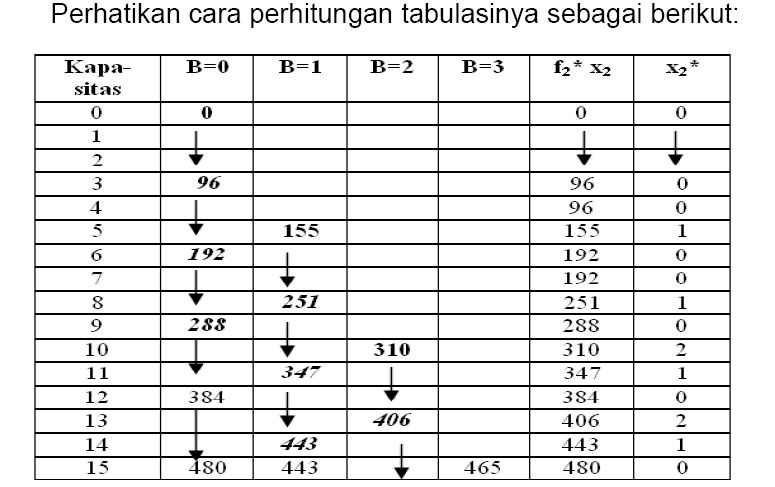 Perhatikan cara perhitungan tabulasinya sebagai berikut:
Kapa-sitas B=0 B=1 B=2 B=3 f₂* x₂ x₂*
0 0 0 0
1
2
3 96 96 0
4 96 0
5 155 155 1
6 192 192 0
7 192 0
8 251 251 1
9 288 288 0
10 310 310 2
11 347 347 1
12 384 384 0
13 406 406 2
14 443 443 1
15 480 443 465 480 0